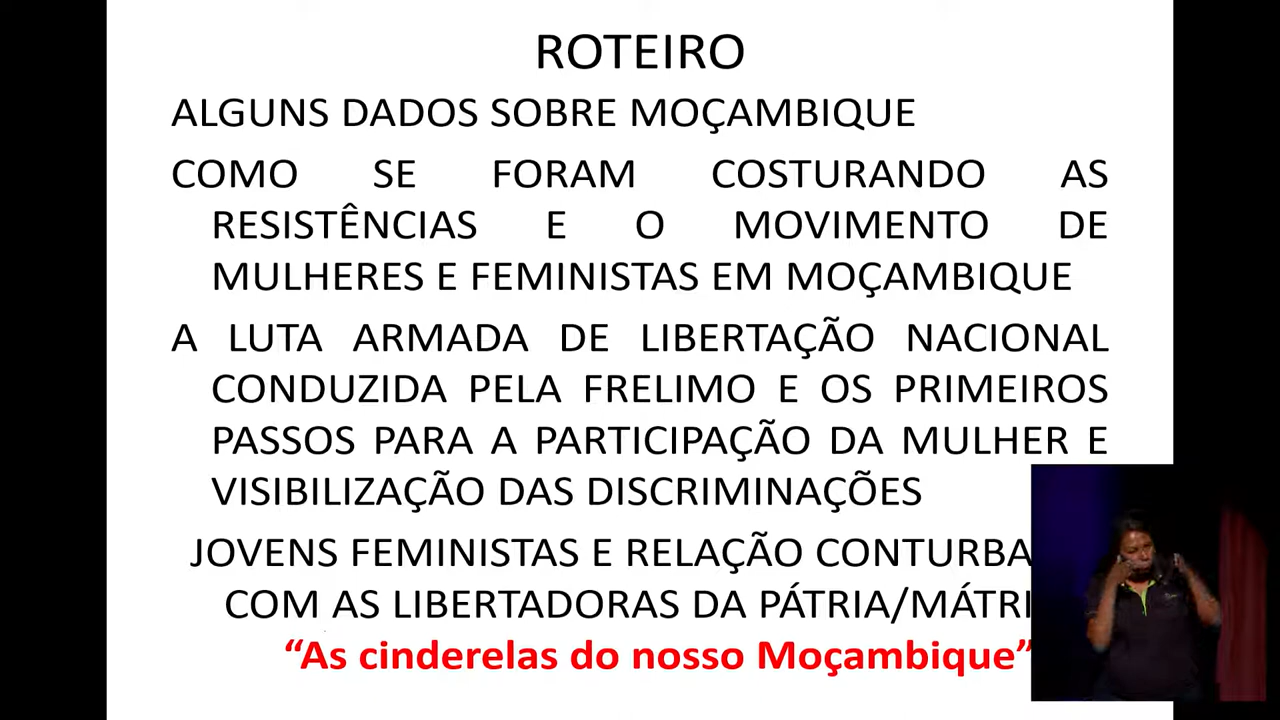 ROTEIRO
ALGUNS DADOS SOBRE MOÇAMBIQUE
COMO SE FORAM COSTURANDO AS
RESISTÊNCIAS E O MOVIMENTO DE
MULHERES E FEMINISTAS EM MOÇAMBIQUE
A LUTA ARMADA DE LIBERTAÇÃO NACIONAL
CONDUZIDA PELA FRELIMO E OS PRIMEIROS
PASSOS PARA A PARTICIPAÇÃO DA MULHER E
VISIBILIZAÇÃO DAS DISCRIMINAÇÕES
JOVENS FEMINISTAS E RELAÇÃO
COM AS LIBERTADORAS DA
“As cinderelas do nosso Moçambique”